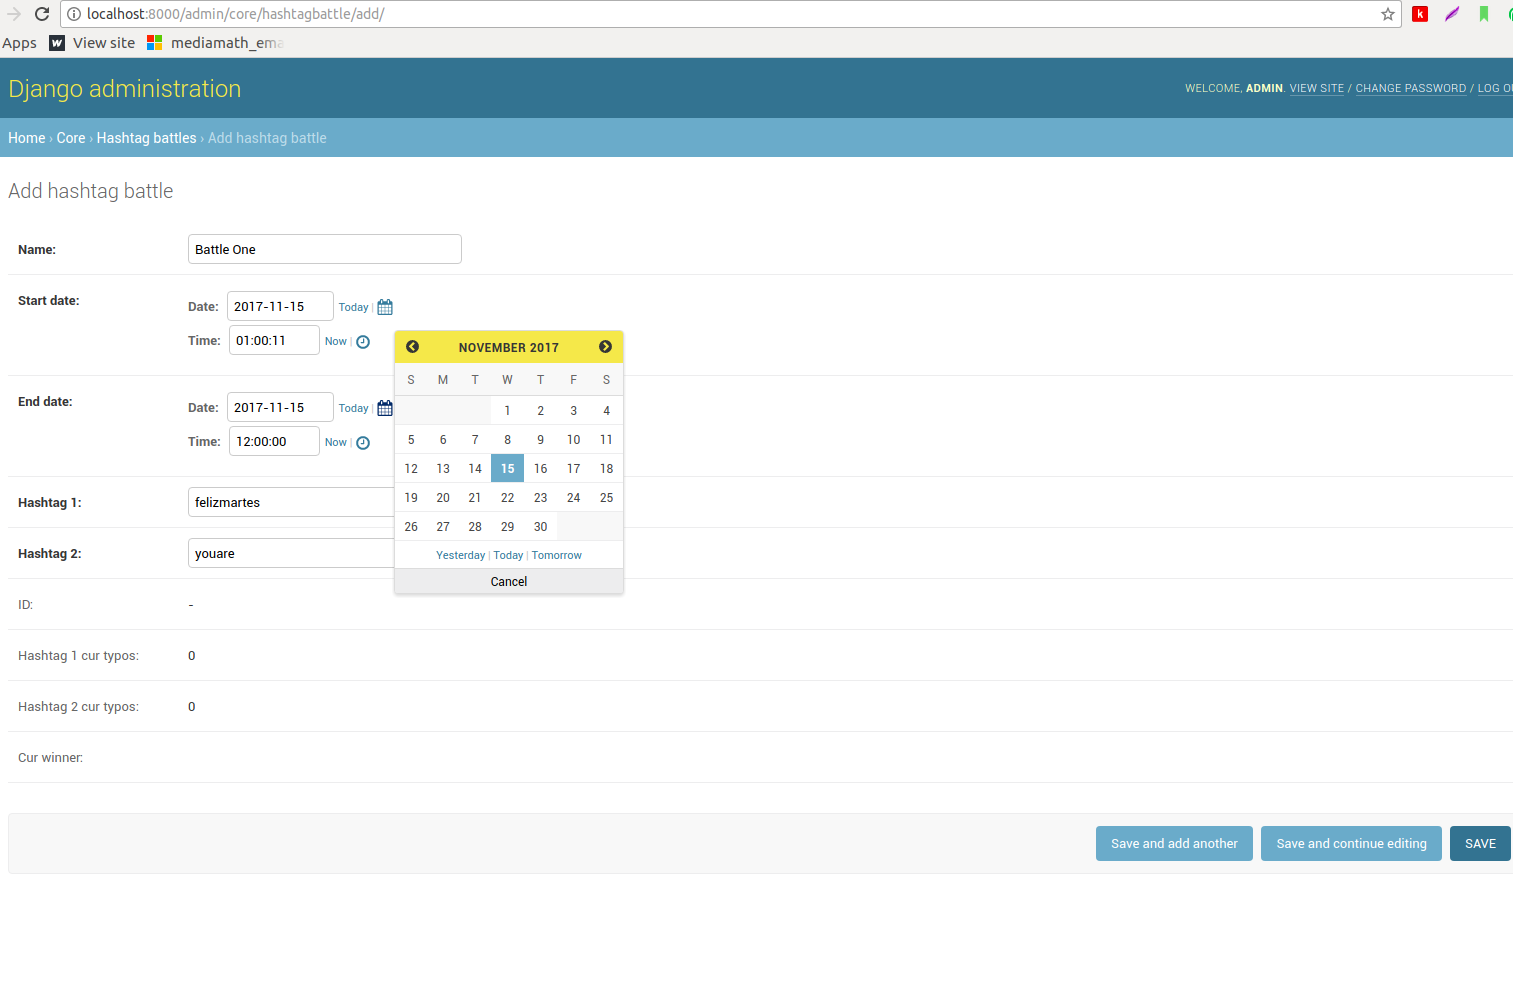 localhost:8000/admin/core/hashtagbattle/add/
k
Apps View site
Django administration
WELCOME, ADMIN. VIEW SITE / CHANGE PASSWORD / LOG
Home › Core › Hashtag battles › Add hashtag battle
Add hashtag battle
Name: Battle One
Start date: Date: 2017-11-15 Today |
Time: 01:00:11 Now |
End date: Date: 2017-11-15 Today |
Time: 12:00:00 Now |
NOVEMBER 2017
S M T W T F S
1 2 3 4
5 6 7 8 9 10 11
12 13 14 15 16 17 18
19 20 21 22 23 24 25
26 27 28 29 30
Yesterday | Today | Tomorrow
Cancel
Hashtag 1: felizmartes
Hashtag 2: youare
ID: -
Hashtag 1 cur typos: 0
Hashtag 2 cur typos: 0
Cur winner:
Save and add another Save and continue editing SAVE